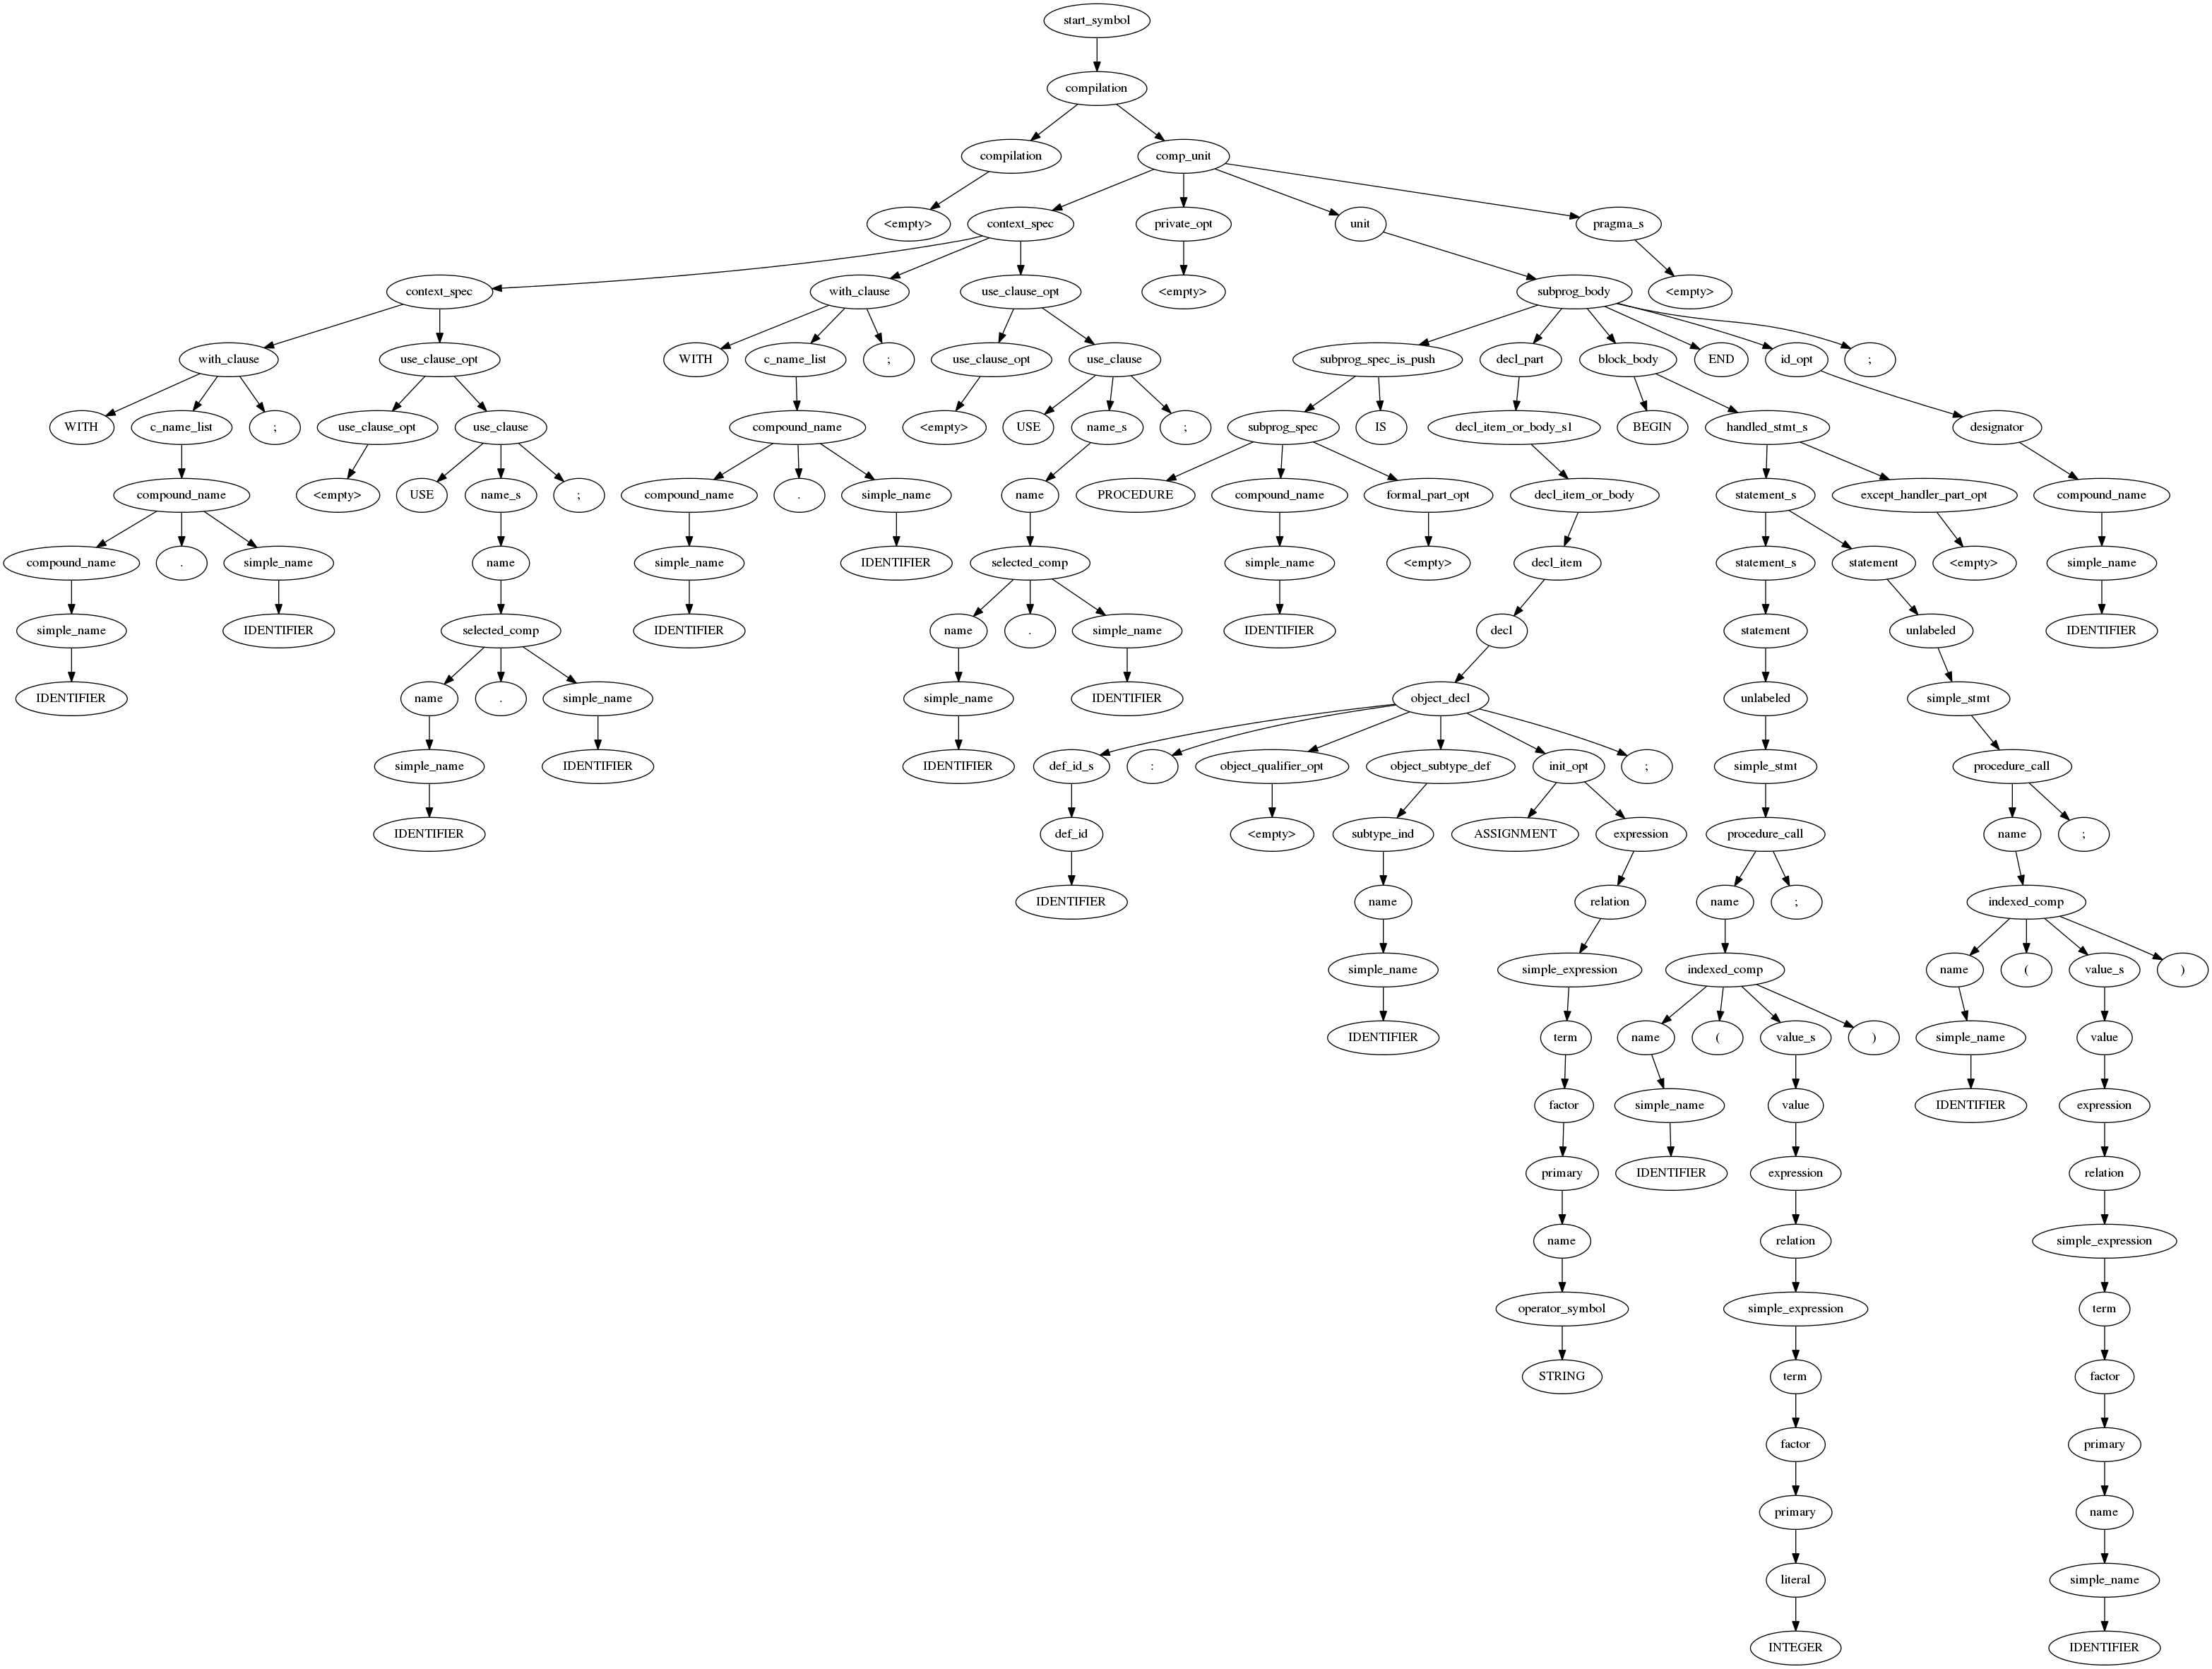 start_symbol
compilation
compilation comp_unit
<empty> context_spec private_opt unit pragma_s
context_spec with_clause use_clause_opt <empty> subprog_body <empty>
with_clause use_clause_opt WITH c_name_list ; use_clause_opt use_clause subprog_spec_is_push decl_part block_body END id_opt ;
WITH c_name_list ; use_clause_opt use_clause compound_name <empty> USE name_s ; subprog_spec IS decl_item_or_body_s1 BEGIN handled_stmt_s designator
compound_name <empty> USE name_s ; compound_name . simple_name name PROCEDURE compound_name formal_part_opt decl_item_or_body statement_s except_handler_part_opt compound_name
compound_name . simple_name name simple_name IDENTIFIER selected_comp simple_name <empty> decl_item statement_s statement <empty> simple_name
simple_name IDENTIFIER selected_comp IDENTIFIER name . simple_name IDENTIFIER decl statement unlabeled IDENTIFIER
IDENTIFIER name . simple_name simple_name IDENTIFIER object_decl unlabeled simple_stmt
simple_name IDENTIFIER IDENTIFIER def_id_s : object_qualifier_opt object_subtype_def init_opt ; simple_stmt procedure_call
IDENTIFIER def_id <empty> subtype_ind ASSIGNMENT expression procedure_call name ;
IDENTIFIER name relation name ; indexed_comp
simple_name simple_expression indexed_comp name ( value_s )
IDENTIFIER term name ( value_s ) simple_name value
factor simple_name value IDENTIFIER expression
primary IDENTIFIER expression relation
name relation simple_expression
operator_symbol simple_expression term
STRING term factor
factor primary
primary name
literal simple_name
INTEGER IDENTIFIER